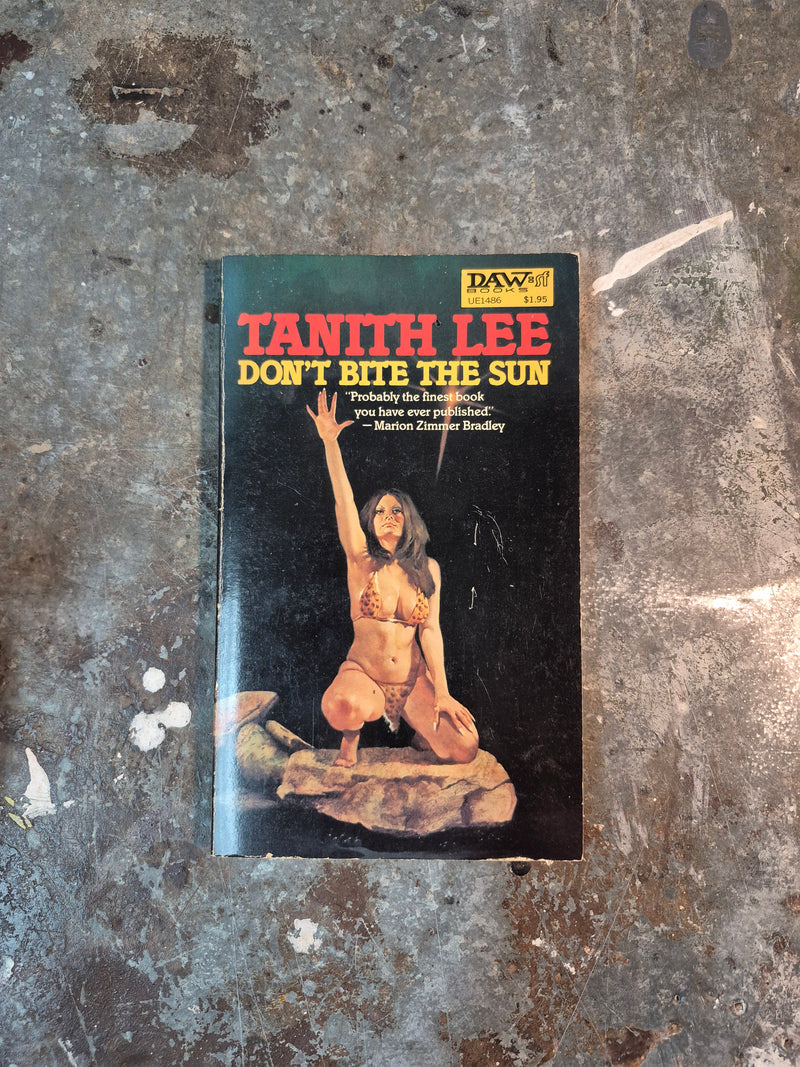 DAW sf
BOOKS
UE1486 $1.95
TANITH LEE
DON'T BITE THE SUN
"Probably the finest book
you have ever published."
— Marion Zimmer Bradley